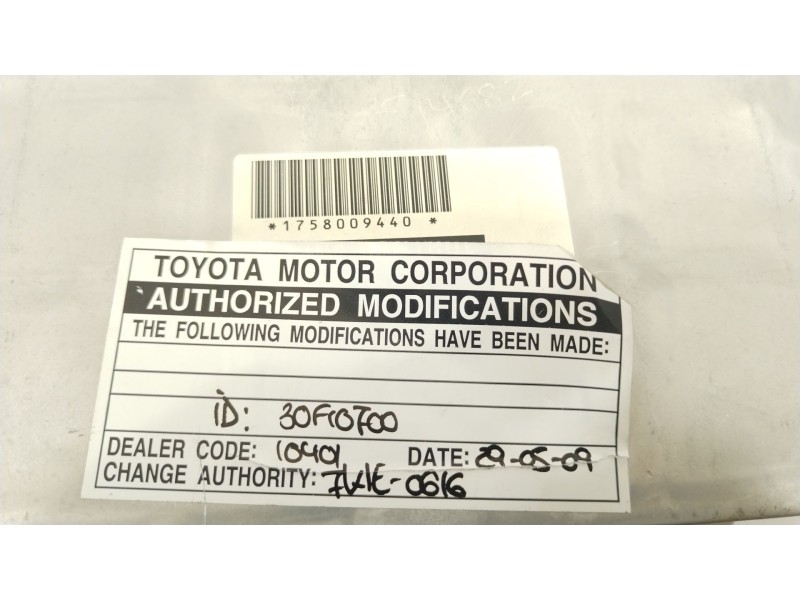 *1758009440*
TOYOTA MOTOR CORPORATION
AUTHORIZED MODIFICATIONS
THE FOLLOWING MODIFICATIONS HAVE BEEN MADE:
ID: 30F10700
DEALER CODE: 10401 DATE: 29-05-09
CHANGE AUTHORITY: